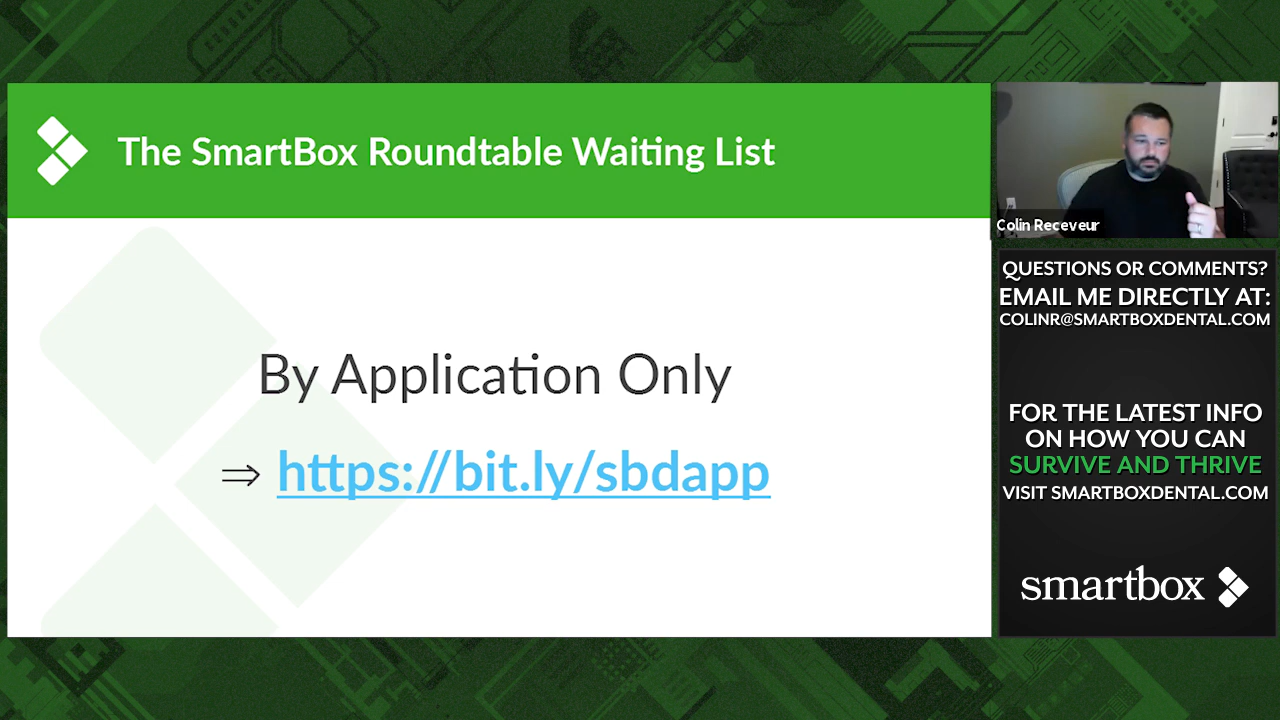 The SmartBox Roundtable Waiting List
By Application Only
⇒ https://bit.ly/sbdapp
Colin Receveur
QUESTIONS OR COMMENTS?
EMAIL ME DIRECTLY AT:
COLINR@SMARTBOXDENTAL.COM
FOR THE LATEST INFO
ON HOW YOU CAN
SURVIVE AND THRIVE
VISIT SMARTBOXDENTAL.COM
smartbox